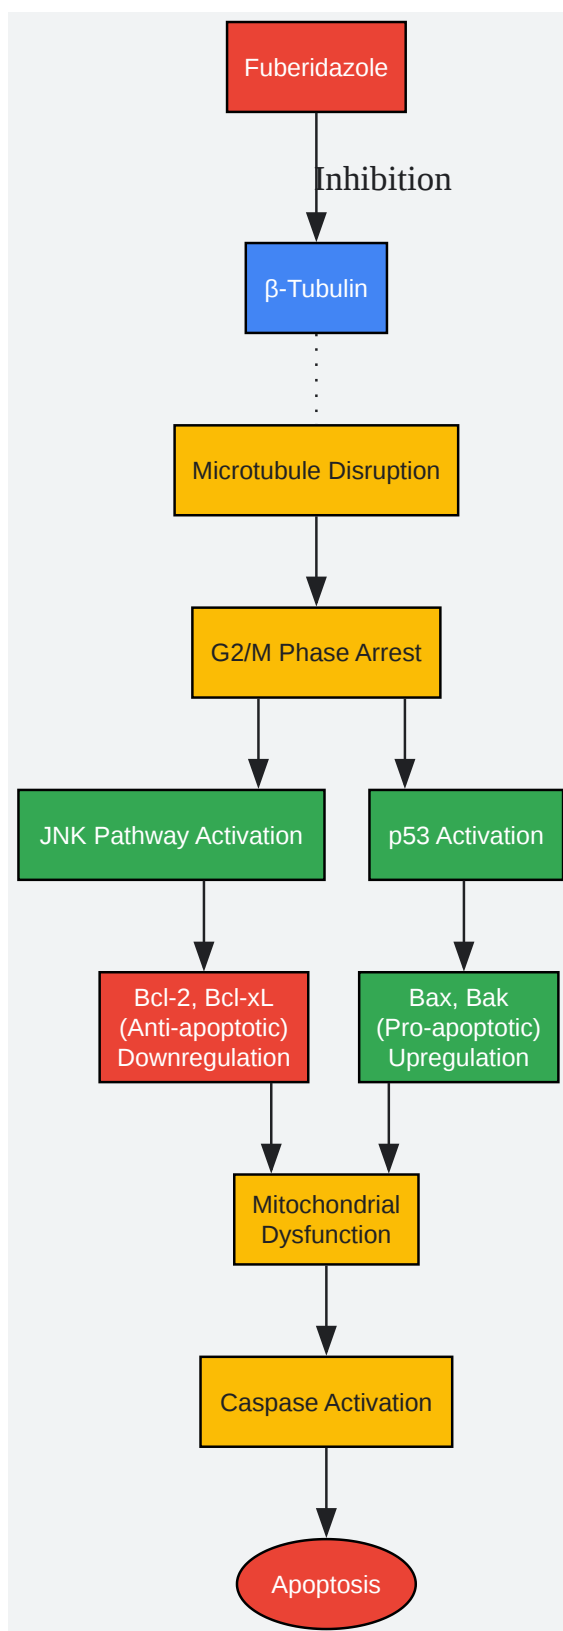 Fuberidazole
Inhibition
β-Tubulin
Microtubule Disruption
G2/M Phase Arrest
JNK Pathway Activation
p53 Activation
Bcl-2, Bcl-xL
(Anti-apoptotic)
Downregulation
Bax, Bak
(Pro-apoptotic)
Upregulation
Mitochondrial
Dysfunction
Caspase Activation
Apoptosis